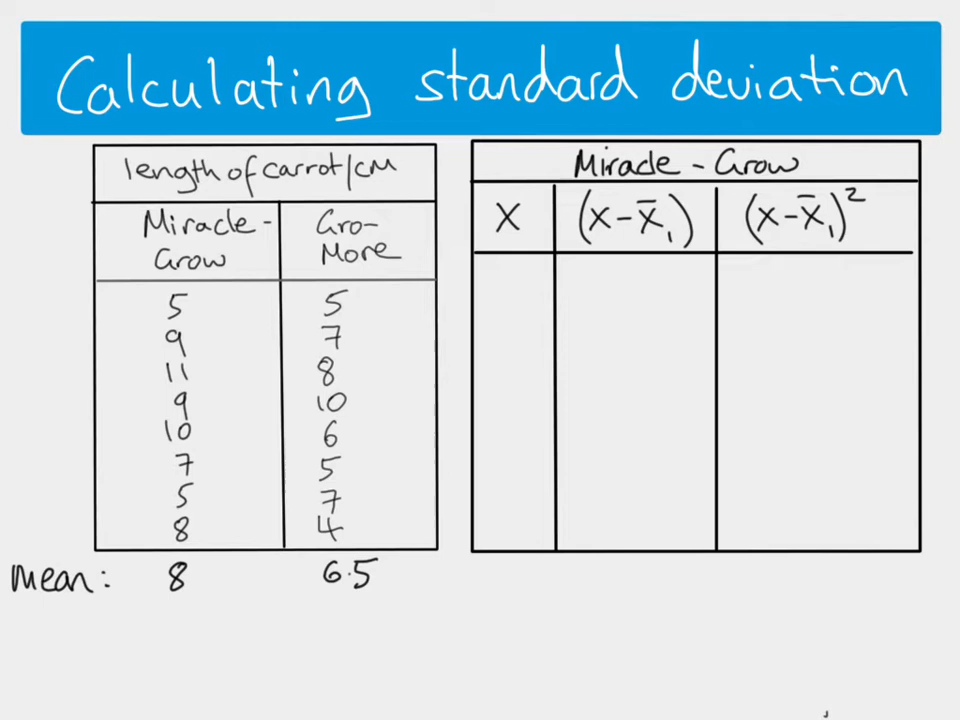 Calculating standard deviation
length of carrot/cm
Miracle-
Grow
Gro-
More
5 5
9 7
11 8
9 10
10 6
7 5
5 7
8 4
mean: 8 6.5
Miracle-Grow
X (x-x̄₁) (x-x̄₁)²